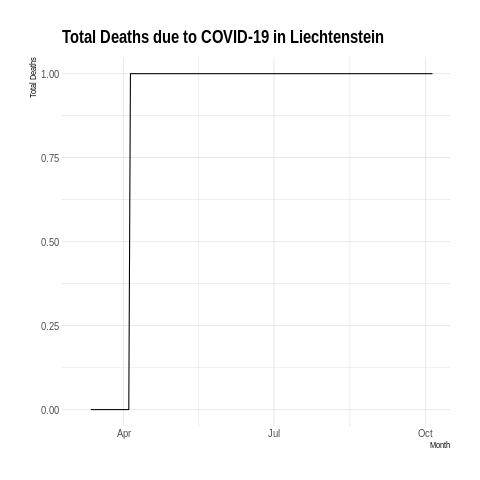 Total Deaths due to COVID-19 in Liechtenstein
Total Deaths
1.00
0.75
0.50
0.25
0.00
Apr Jul Oct
Month